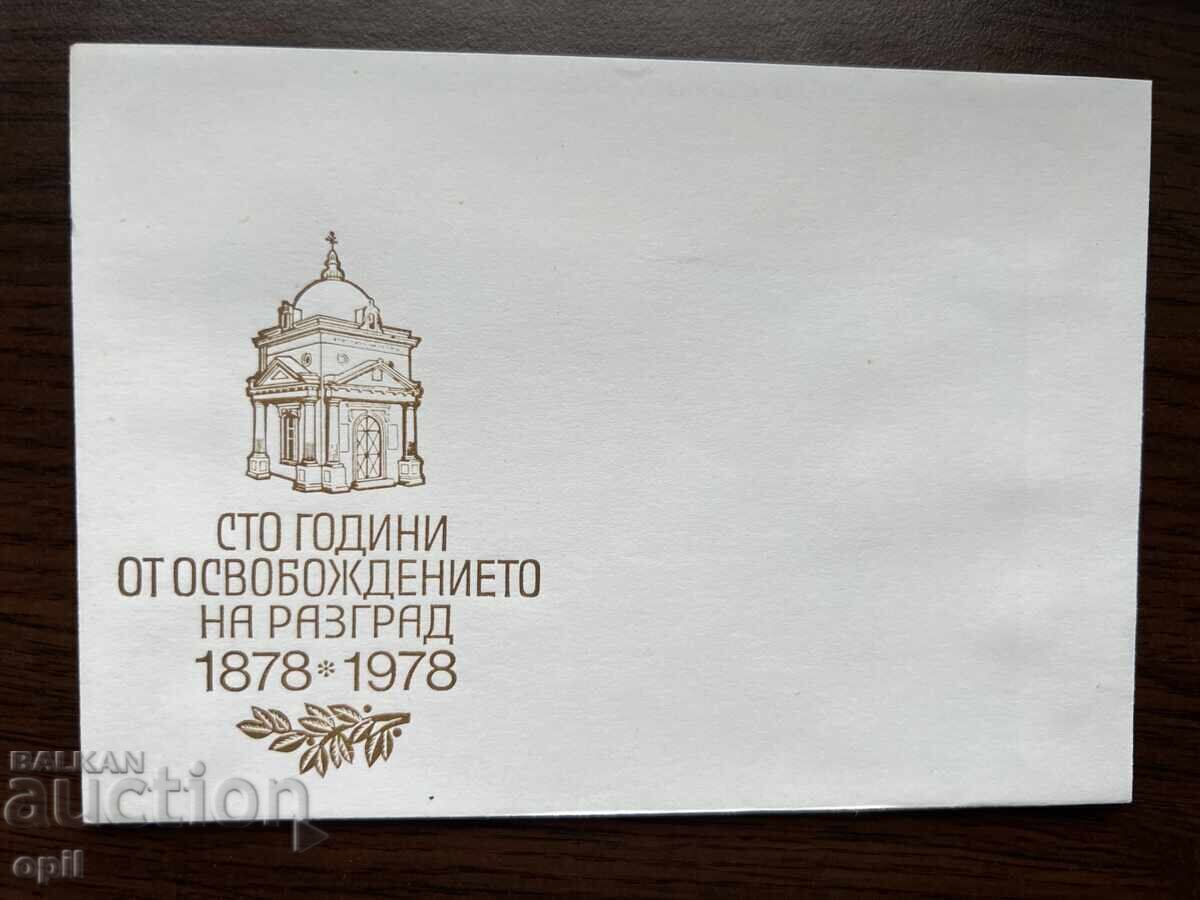 СТО ГОДИНИ
ОТ ОСВОБОЖДЕНИЕТО
НА РАЗГРАД
1878*1978
BALKAN
auction
opil